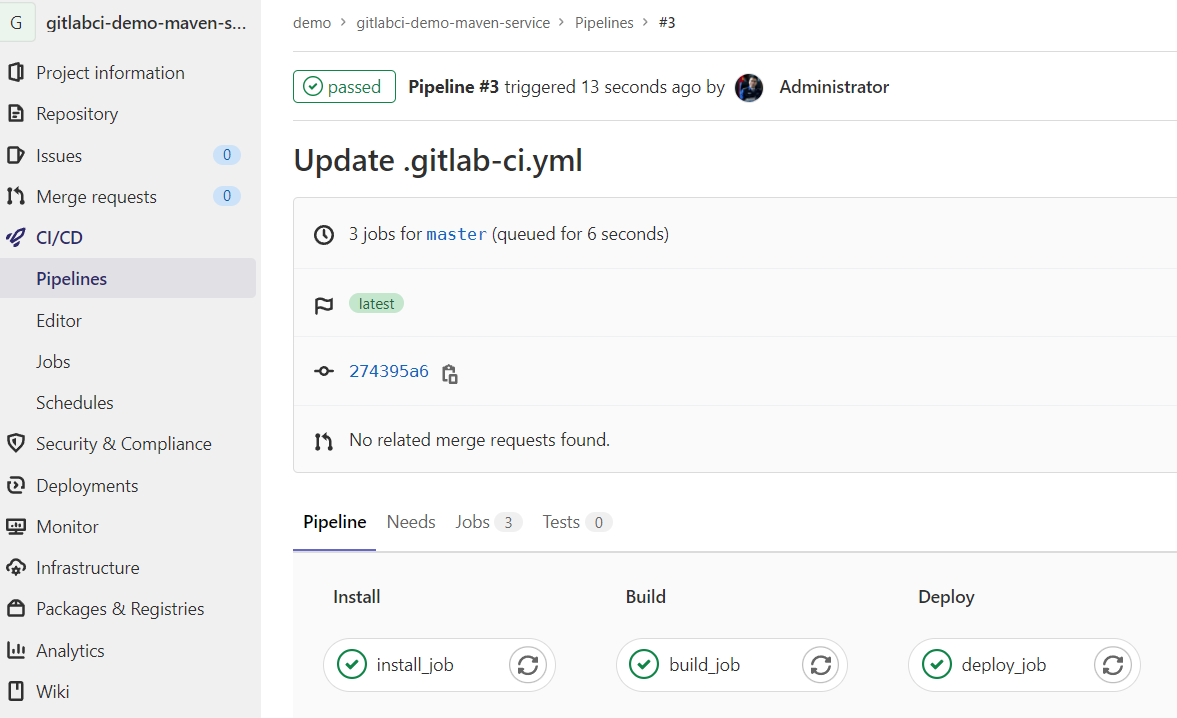 G gitlabci-demo-maven-s...
Project information
Repository
Issues 0
Merge requests 0
CI/CD
Pipelines
Editor
Jobs
Schedules
Security & Compliance
Deployments
Monitor
Infrastructure
Packages & Registries
Analytics
Wiki
demo > gitlabci-demo-maven-service > Pipelines > #3
passed Pipeline #3 triggered 13 seconds ago by Administrator
Update .gitlab-ci.yml
3 jobs for master (queued for 6 seconds)
latest
274395a6
No related merge requests found.
Pipeline Needs Jobs 3 Tests 0
Install Build Deploy
install_job build_job deploy_job